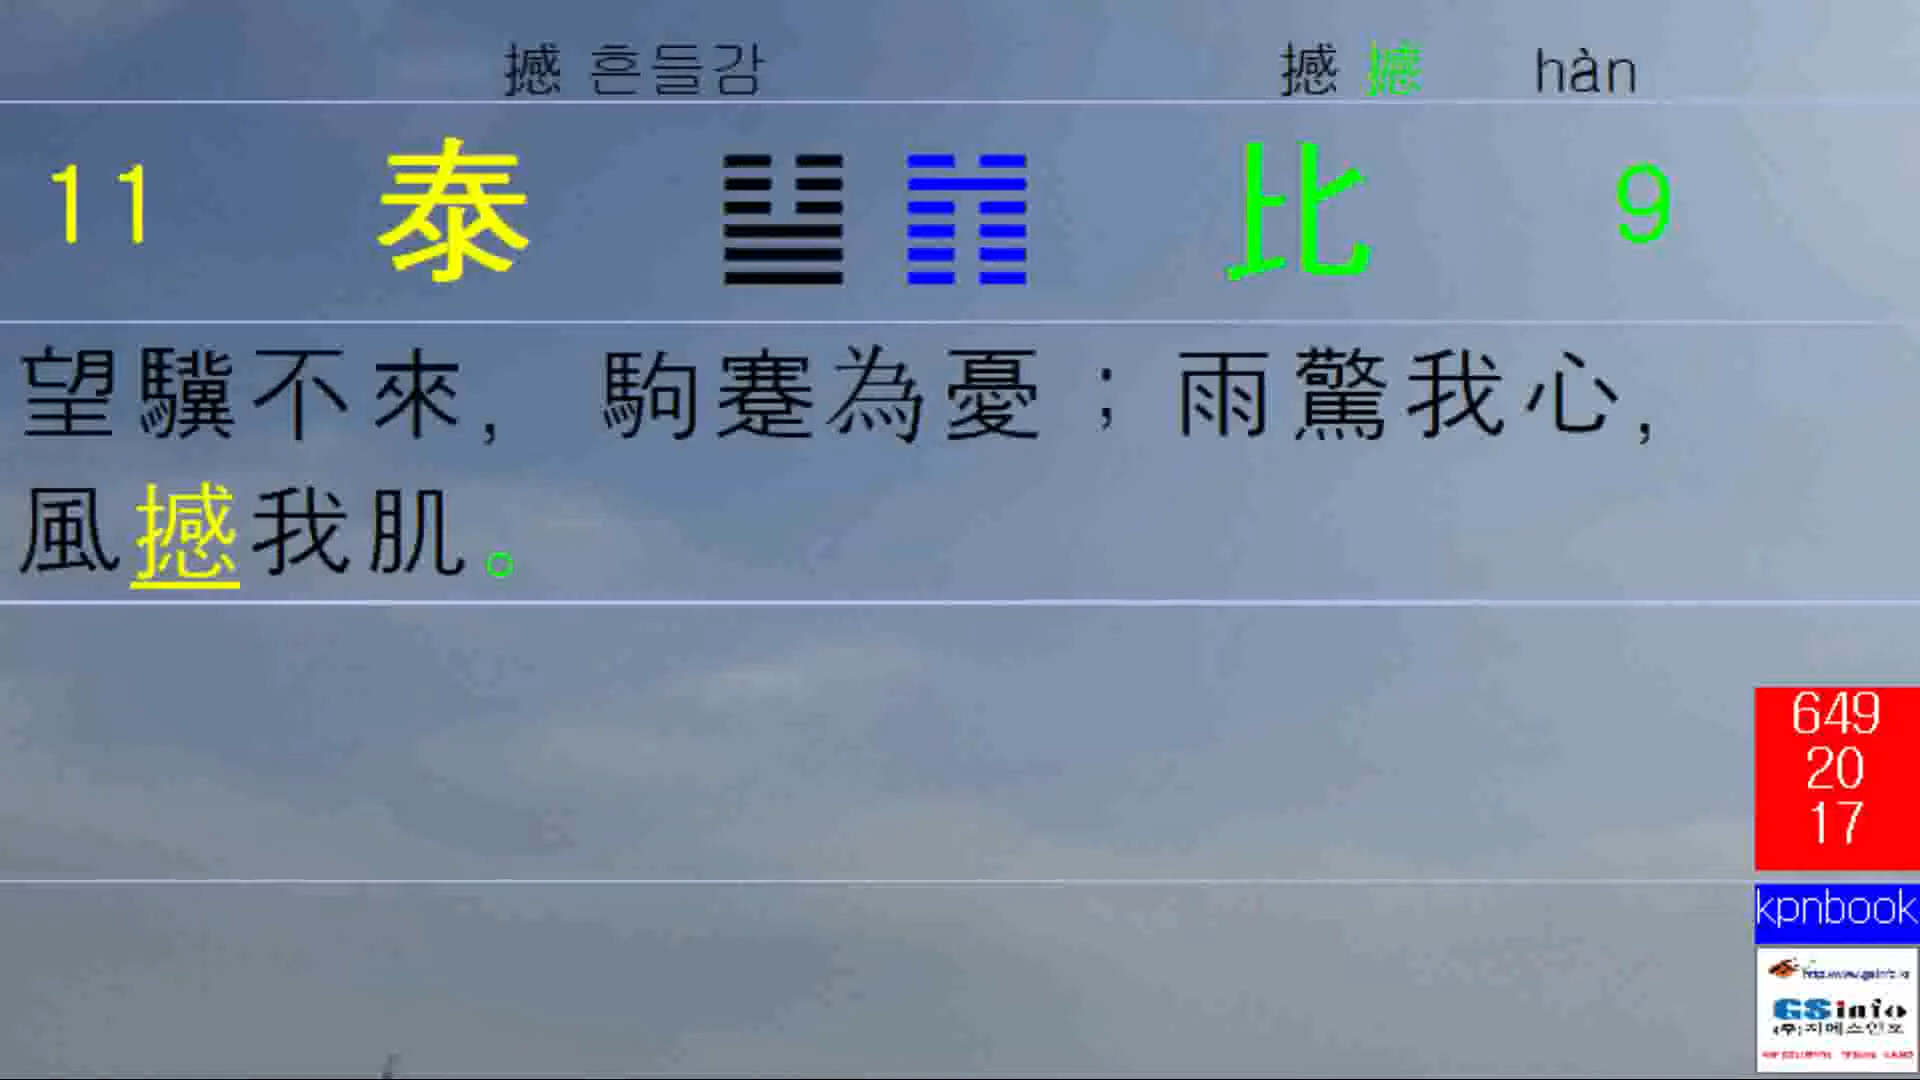 撼 흔들감 撼 撼 hàn
11 泰 比 9
望驥不來, 駒蹇為憂；雨驚我心,
風撼我肌。
649
20
17
kpnbook
GSinfo
(주)지에스인포